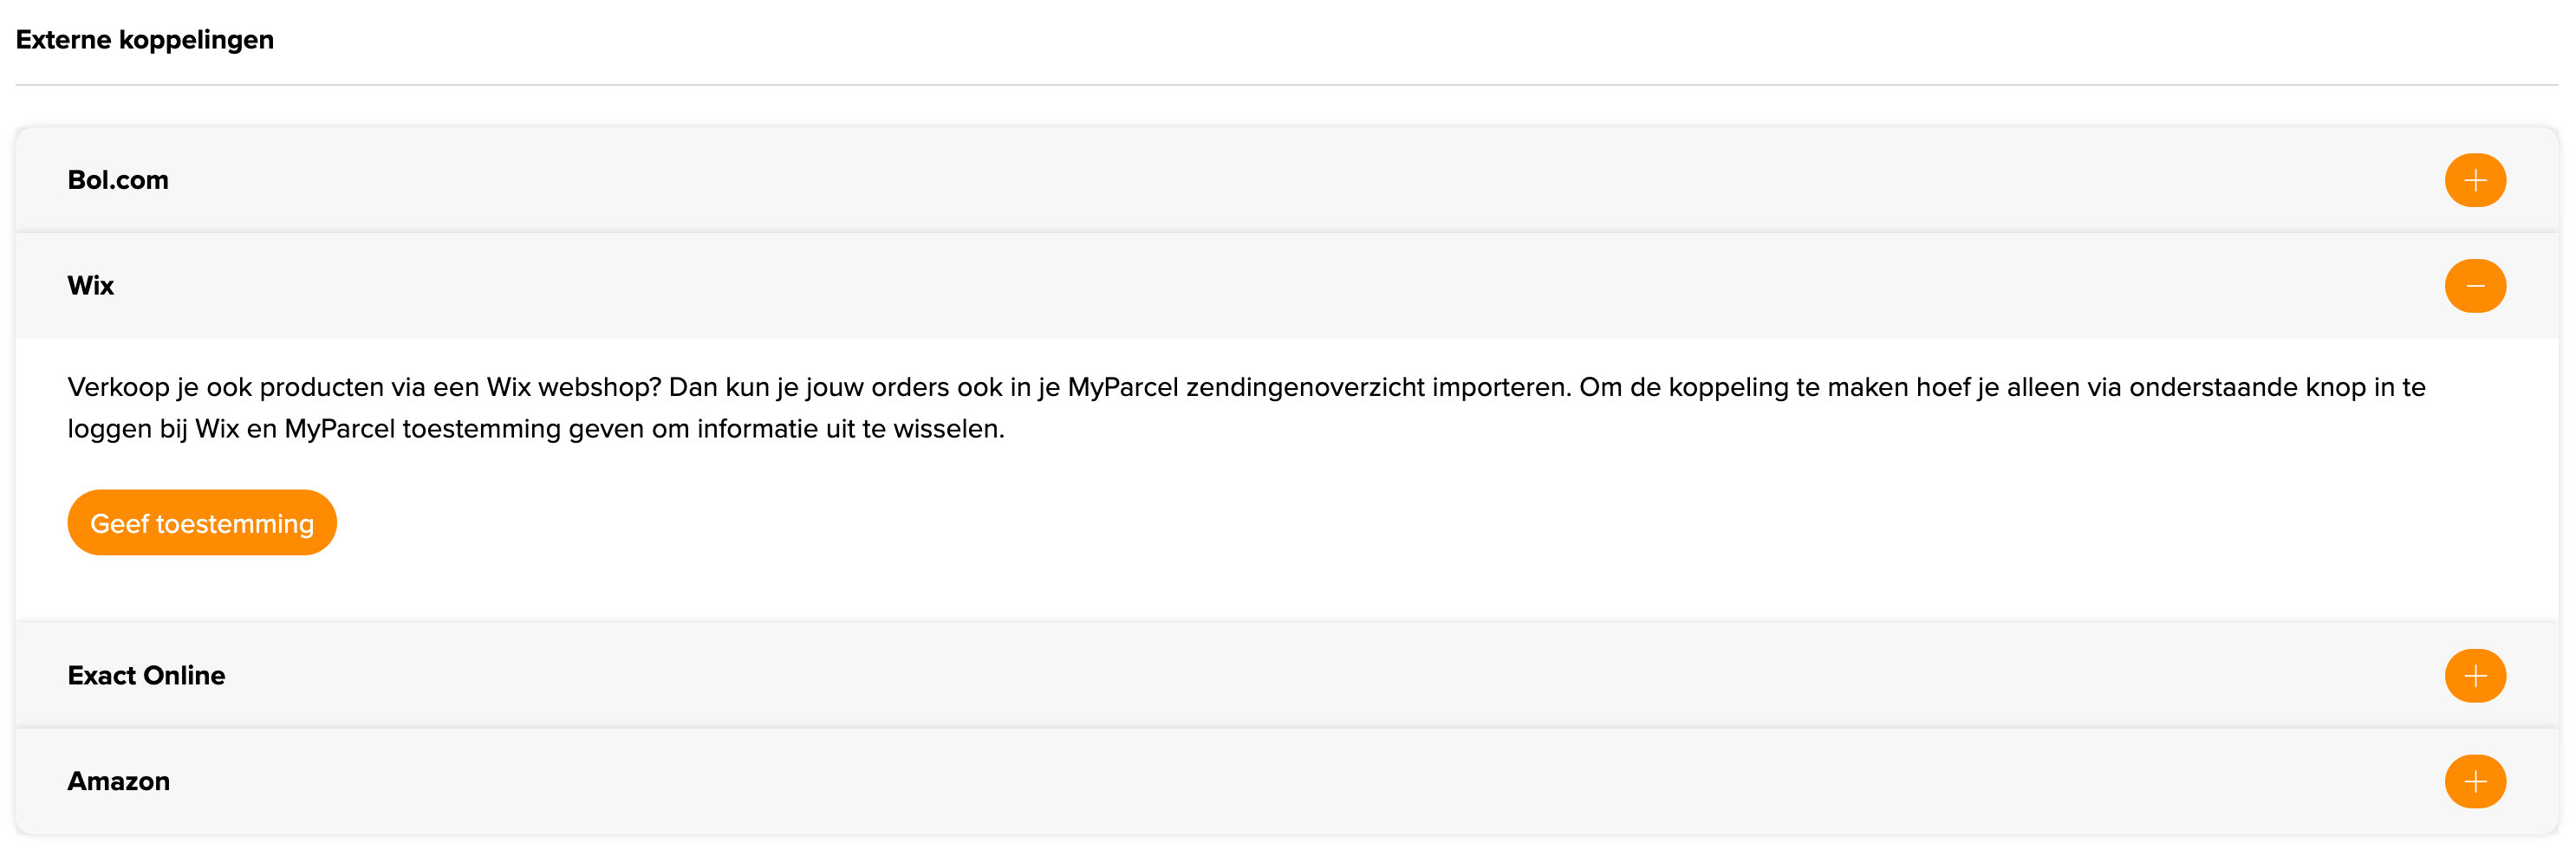 Externe koppelingen
Bol.com
Wix
Verkoop je ook producten via een Wix webshop? Dan kun je jouw orders ook in je MyParcel zendingenoverzicht importeren. Om de koppeling te maken hoef je alleen via onderstaande knop in te
loggen bij Wix en MyParcel toestemming geven om informatie uit te wisselen.
Geef toestemming
Exact Online
Amazon